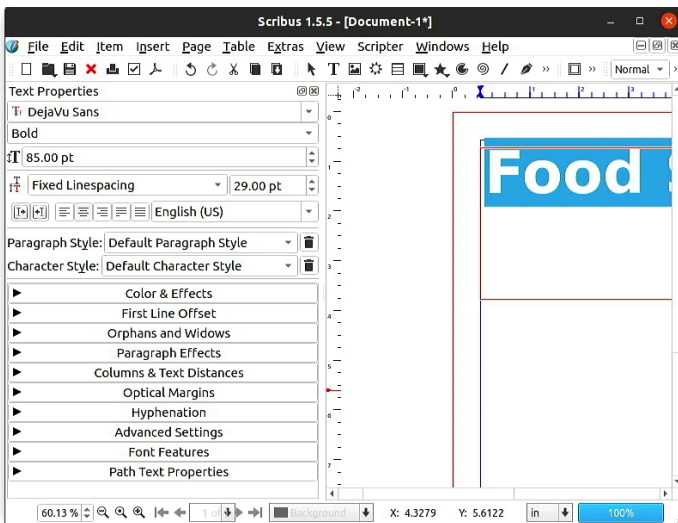 Scribus 1.5.5 - [Document-1*]
File Edit Item Insert Page Table Extras View Scripter Windows Help
Normal
Text Properties
DejaVu Sans
Bold
85.00 pt
Fixed Linespacing 29.00 pt
English (US)
Paragraph Style: Default Paragraph Style
Character Style: Default Character Style
Color & Effects
First Line Offset
Orphans and Widows
Paragraph Effects
Columns & Text Distances
Optical Margins
Hyphenation
Advanced Settings
Font Features
Path Text Properties
Food
60.13 % 1 of Background X: 4.3279 Y: 5.6122 in 100%